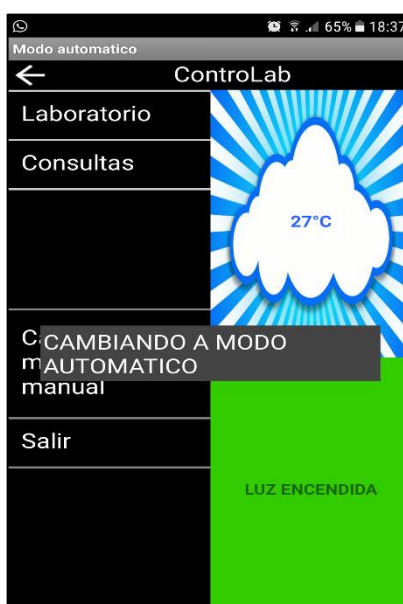 65% 18:37
Modo automatico
ControLab
Laboratorio
Consultas
27°C
CAMBIANDO A MODO
AUTOMATICO
manual
Salir
LUZ ENCENDIDA